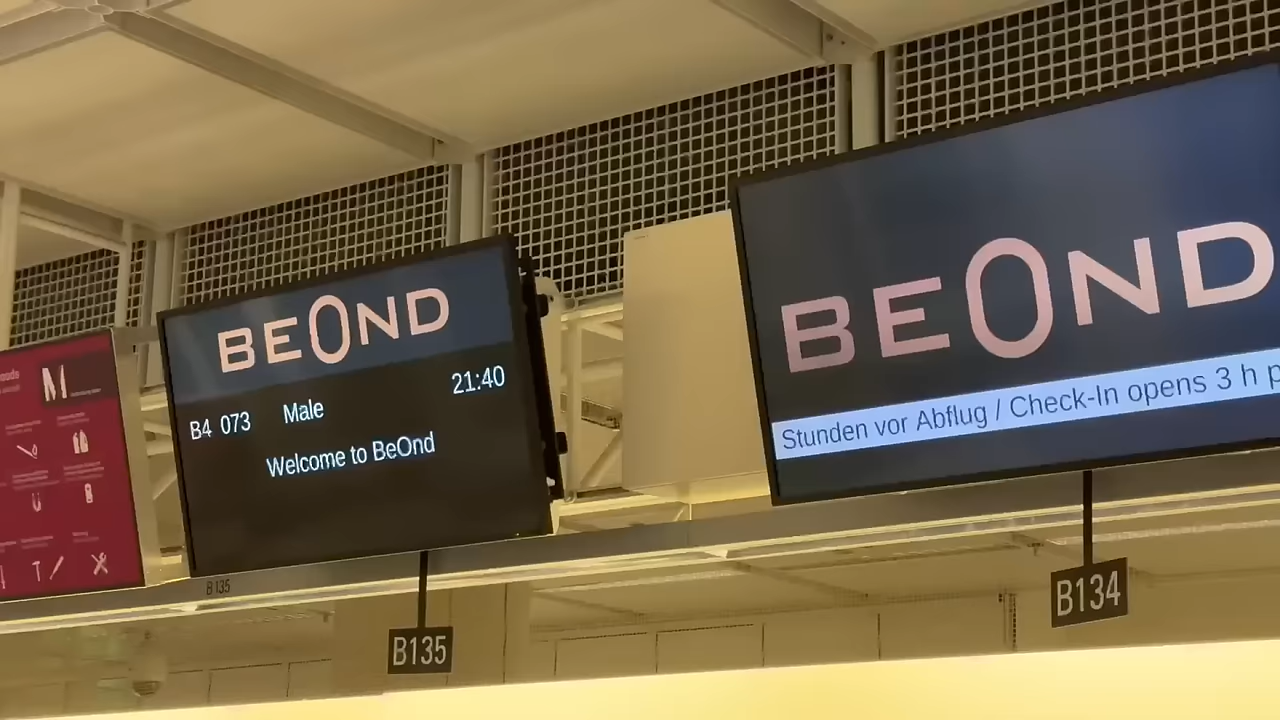 BEOND
B4 073 Male 21:40
Welcome to BeOnd
B 135
B135
BEOND
Stunden vor Abflug / Check-In opens 3 h p
B134
M